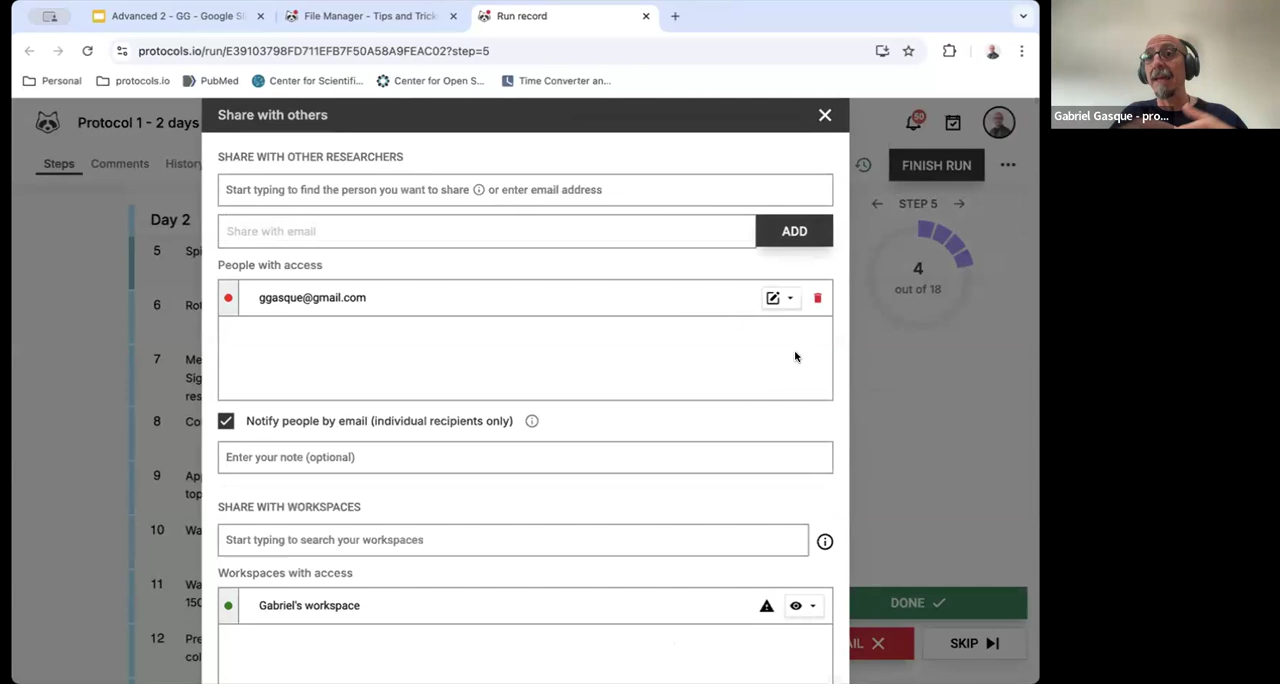 Advanced 2 - GG - Google S
File Manager - Tips and Trick
Run record
protocols.io/run/E39103798FD711EFB7F50A58A9FEAC02?step=5
Personal
protocols.io
PubMed
Center for Scientifi...
Center for Open S...
Time Converter an...
Gabriel Gasque - pro...
Protocol 1 - 2 days
50
Steps
Comments
History
FINISH RUN
Share with others
SHARE WITH OTHER RESEARCHERS
Start typing to find the person you want to share or enter email address
Share with email
ADD
People with access
ggasque@gmail.com
Notify people by email (individual recipients only)
Enter your note (optional)
SHARE WITH WORKSPACES
Start typing to search your workspaces
Workspaces with access
Gabriel's workspace
STEP 5
4
out of 18
Day 2
5 Spi
6 Rot
7 Me
Sig
res
8 Co
9 App
top
10 Wa
11 Wa
150
12 Pre
col
DONE
AIL
SKIP